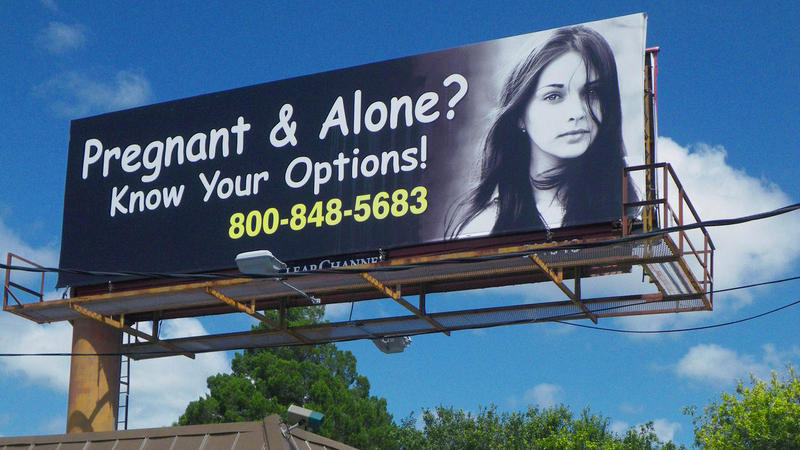 Pregnant & Alone?
Know Your Options!
800-848-5683